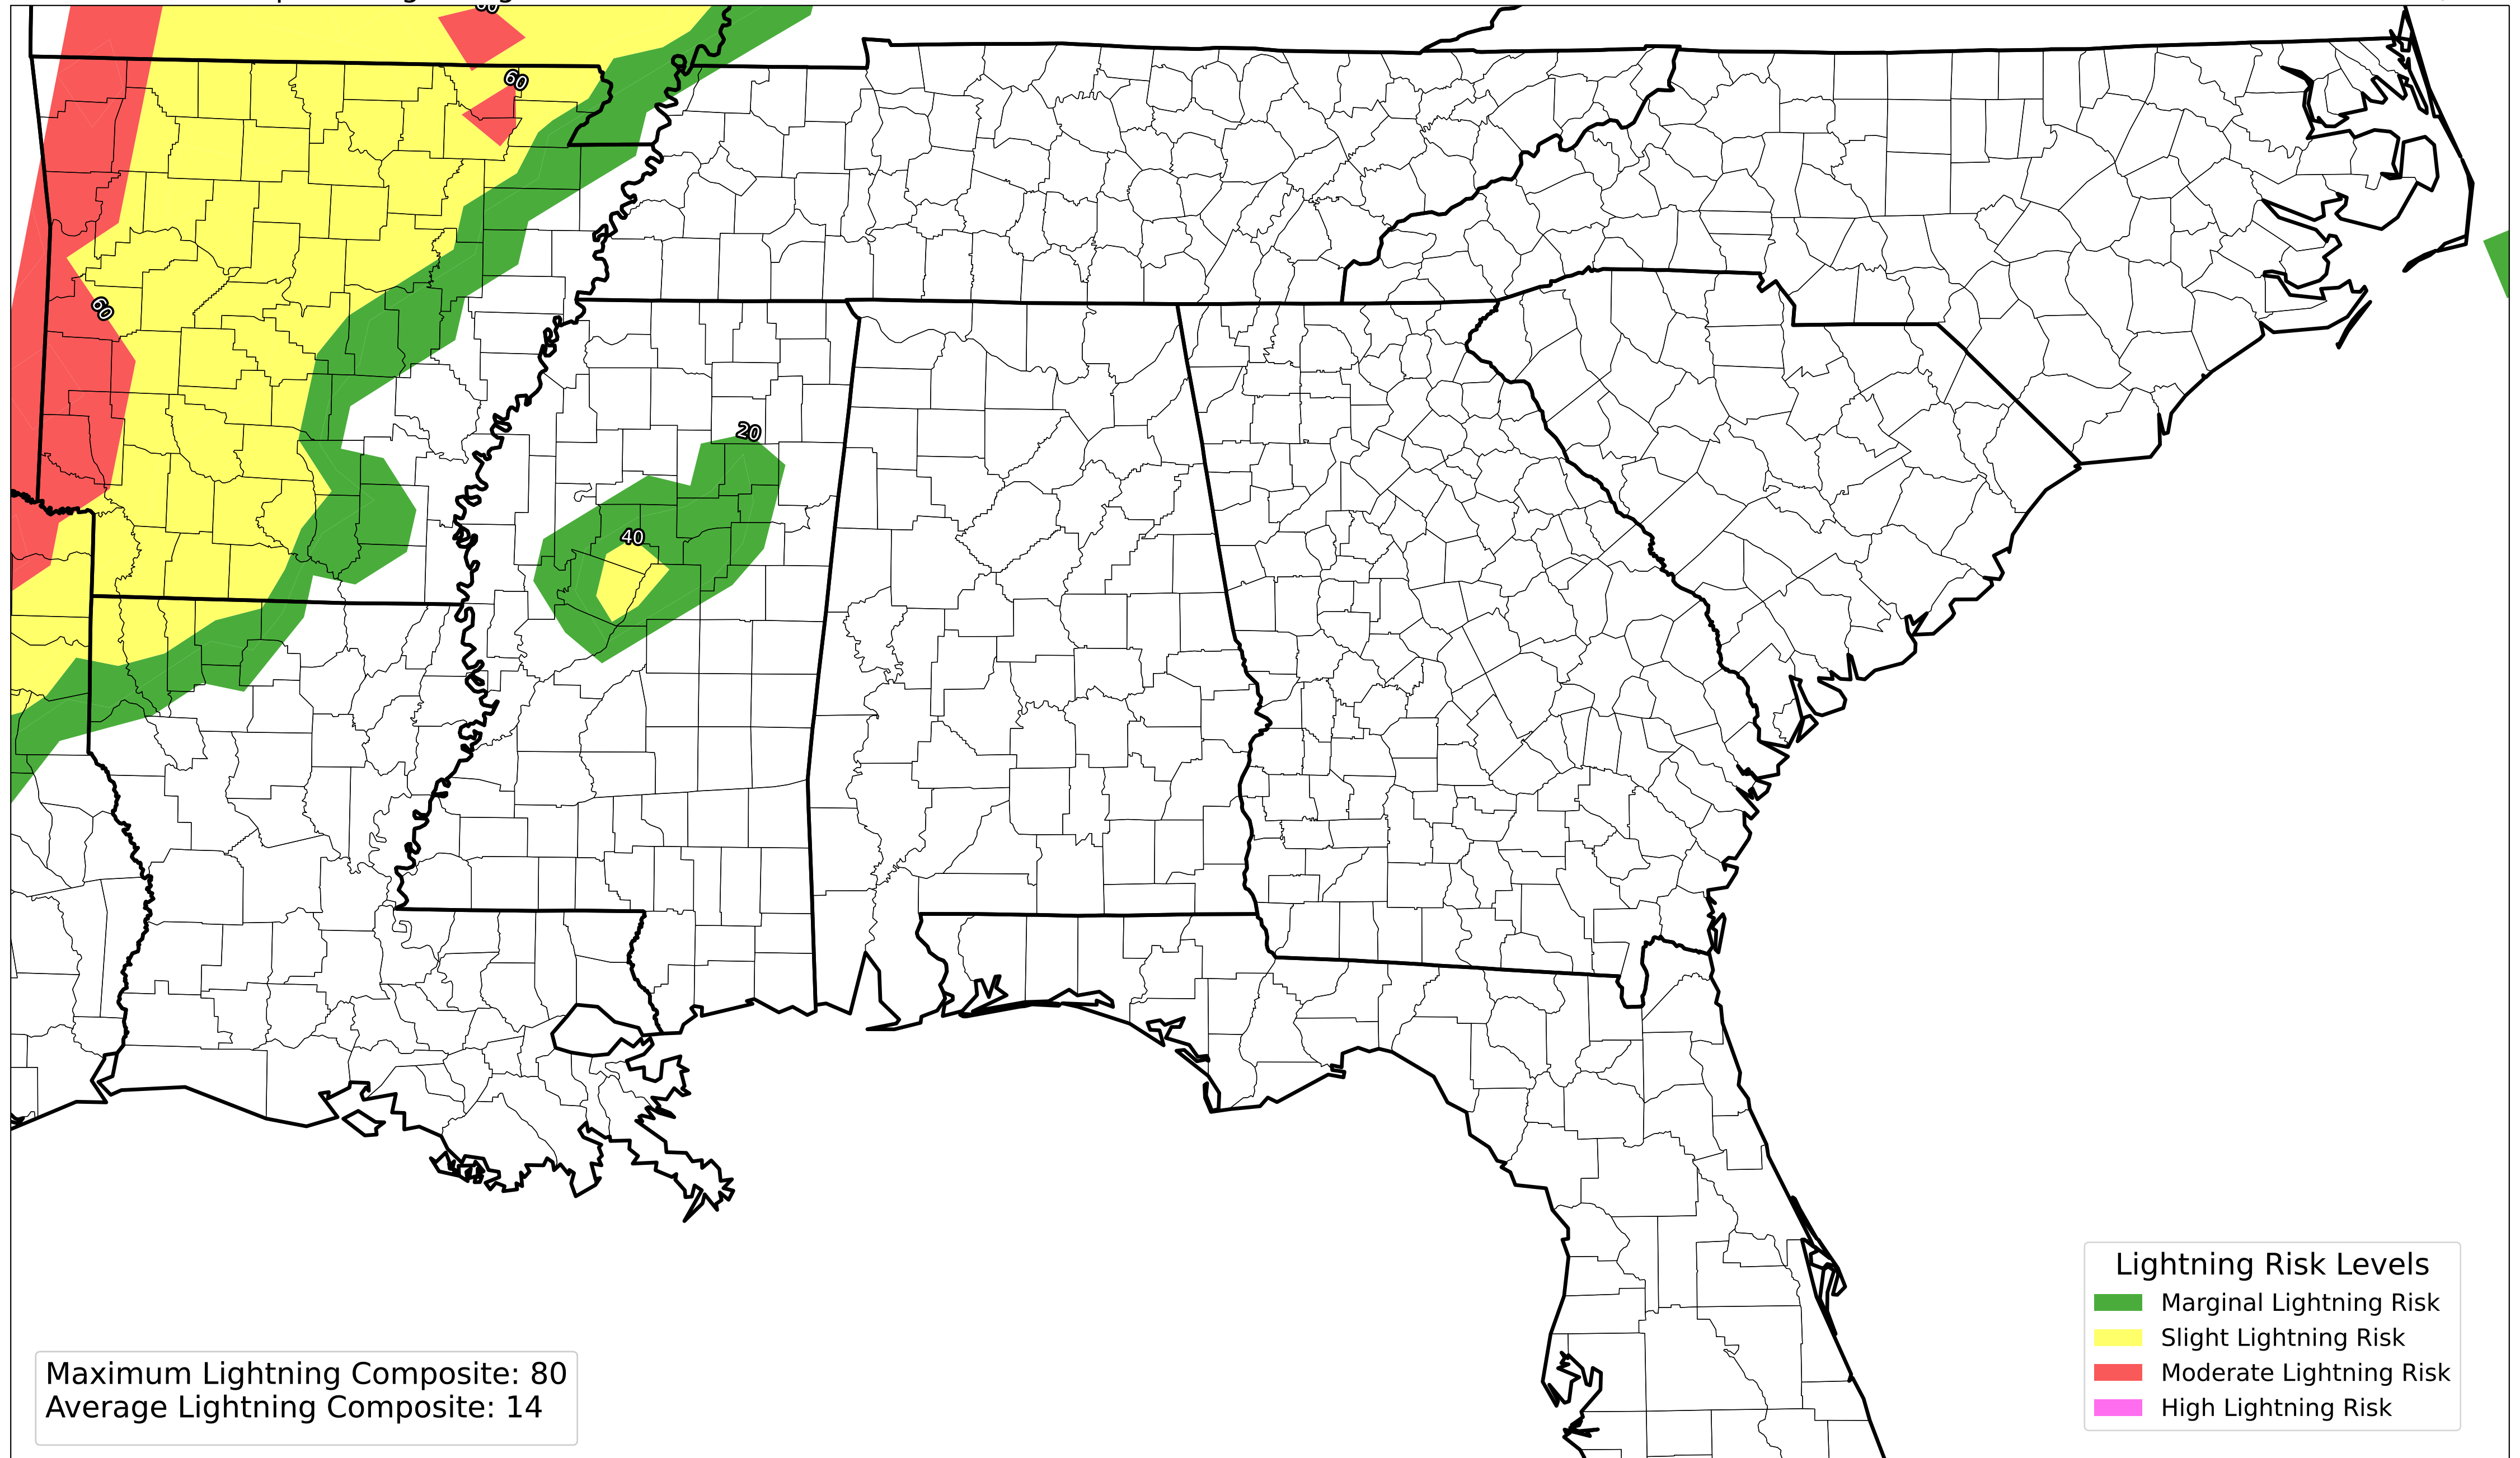 60
60
60
20
40
Lightning Risk Levels
Marginal Lightning Risk
Slight Lightning Risk
Moderate Lightning Risk
High Lightning Risk
Maximum Lightning Composite: 80
Average Lightning Composite: 14